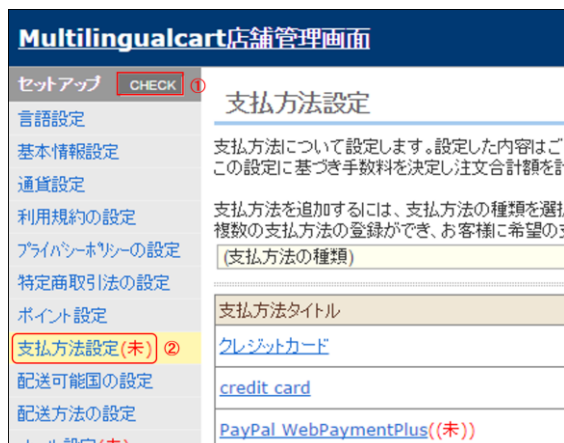 Multilingualcart店舗管理画面
セットアップ CHECK ①
言語設定
基本情報設定
通貨設定
利用規約の設定
プライバシーポリシーの設定
特定商取引法の設定
ポイント設定
支払方法設定(未) ②
配送可能国の設定
配送方法の設定
支払方法設定
支払方法について設定します。設定した内容はご
この設定に基づき手数料を決定し注文合計額を
支払方法を追加するには、支払方法の種類を選
複数の支払方法の登録ができ、お客様に希望の
(支払方法の種類)
支払方法タイトル
クレジットカード
credit card
PayPal WebPaymentPlus((未))